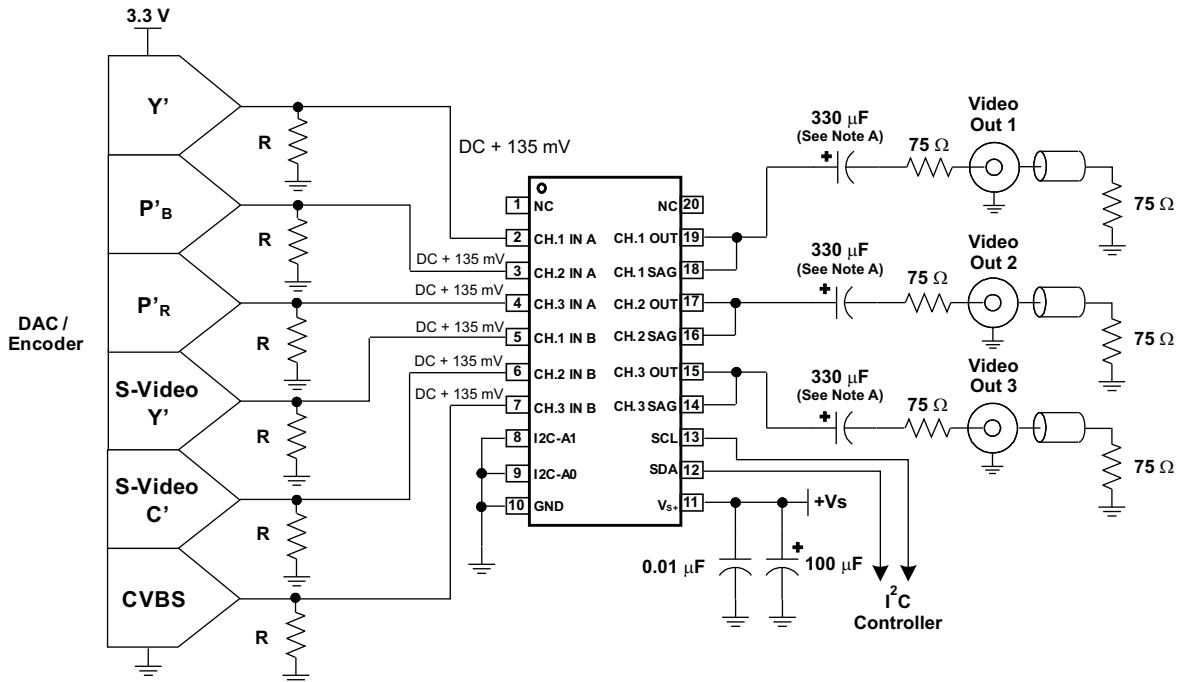 3.3 V
DAC /
Encoder
Y'
P'B
P'R
S-Video
Y'
S-Video
C'
CVBS
R
R
R
R
R
R
DC + 135 mV
DC + 135 mV
DC + 135 mV
DC + 135 mV
DC + 135 mV
DC + 135 mV
1 NC
2 CH.1 IN A
3 CH.2 IN A
4 CH.3 IN A
5 CH.1 IN B
6 CH.2 IN B
7 CH.3 IN B
8 I2C-A1
9 I2C-A0
10 GND
NC 20
CH.1 OUT 19
CH.1 SAG 18
CH.2 OUT 17
CH.2 SAG 16
CH.3 OUT 15
CH.3 SAG 14
SCL 13
SDA 12
VS+ 11
330 μF
(See Note A)
+
75 Ω
Video
Out 1
75 Ω
330 μF
(See Note A)
+
75 Ω
Video
Out 2
75 Ω
330 μF
(See Note A)
+
75 Ω
Video
Out 3
75 Ω
+Vs
0.01 μF
+
100 μF
I²C
Controller